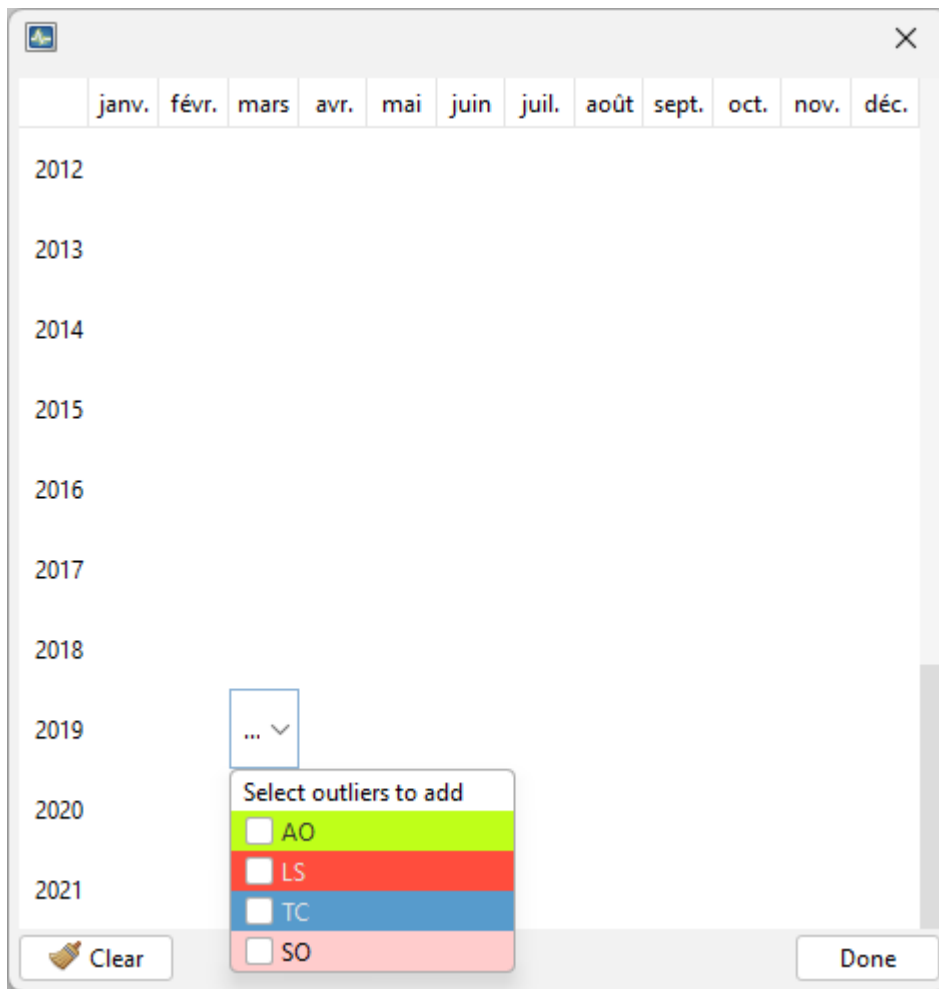 janv. févr. mars avr. mai juin juil. août sept. oct. nov. déc.
2012
2013
2014
2015
2016
2017
2018
2019 ...
Select outliers to add
2020
AO
LS
2021
TC
SO
Clear Done